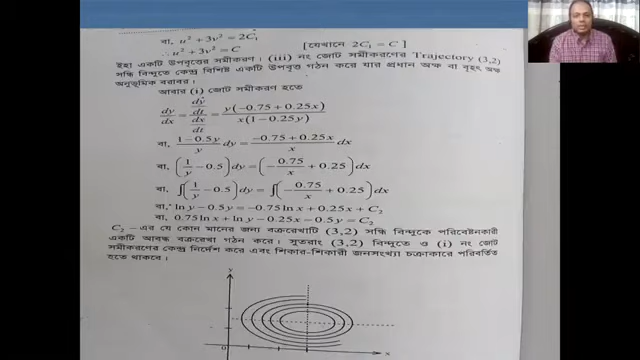 বা, u² + 3v² = 2C₁
∴ u² + 3v² = C [যেখানে 2C₁ = C]
ইহা একটি উপবৃত্তের সমীকরণ। (iii) নং জোট সমীকরণের Trajectory (3,2)
সন্ধি বিন্দুতে কেন্দ্র বিশিষ্ট একটি উপবৃত্ত গঠন করে যার প্রধান অক্ষ বা বৃহৎ অক্ষ
অনুভূমিক বরাবর।
আবার (i) জোট সমীকরণ হতে
dy/dx = (dy/dt)/(dx/dt) = y(−0.75 + 0.25x)/x(1 − 0.25y)
বা, (1 − 0.5y)/y dy = (−0.75 + 0.25x)/x dx
বা, (1/y − 0.5)dy = (−0.75/x + 0.25)dx
বা, ∫(1/y − 0.5)dy = ∫(−0.75/x + 0.25)dx
বা, ln y − 0.5y = −0.75 ln x + 0.25x + C₂
বা, 0.75 ln x + ln y − 0.25x − 0.5y = C₂
C₂ – এর যে কোন মানের জন্য বক্ররেখাটি (3,2) সন্ধি বিন্দুকে পরিবেষ্টনকারী
একটি আবদ্ধ বক্ররেখা গঠন করে। সুতরাং (3,2) বিন্দুতে ও (i) নং জোট
সমীকরণের কেন্দ্র নির্দেশ করে এবং শিকার-শিকারী জনসংখ্যা চক্রাকারে পরিবর্তিত
হতে থাকবে।
y
0
x